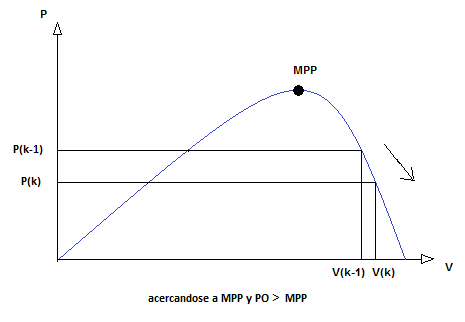 P
MPP
P(k-1)
P(k)
V(k-1) V(k)
V
acercandose a MPP y PO > MPP